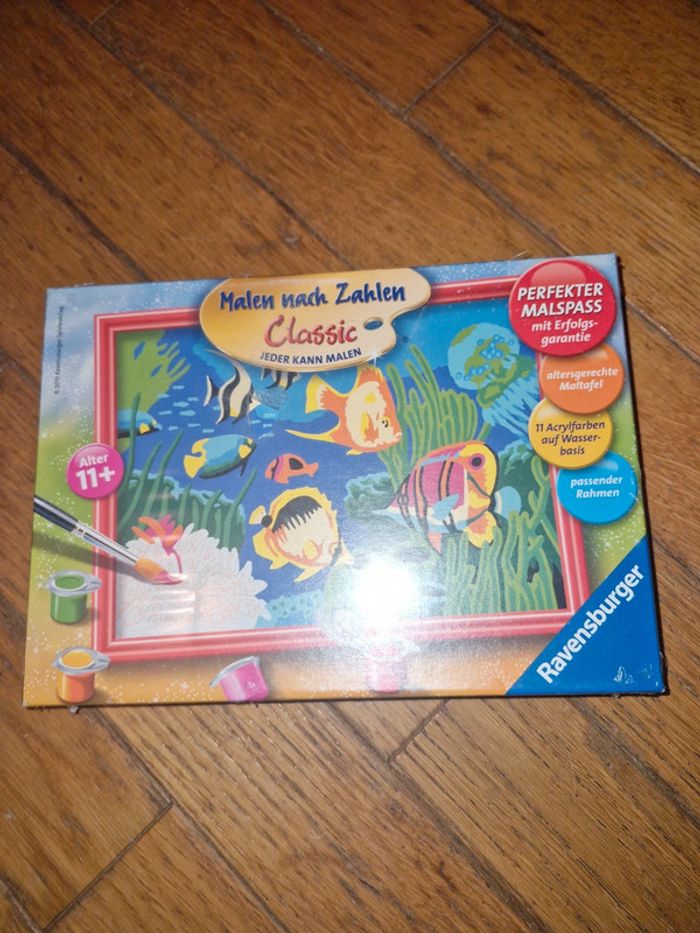 Malen nach Zahlen
Classic
JEDER KANN MALEN
PERFEKTER
MALSPASS
mit Erfolgs-
garantie
altersgerechte
Maltafel
11 Acrylfarben
auf Wasser-
basis
passender
Rahmen
Alter
11+
Ravensburger